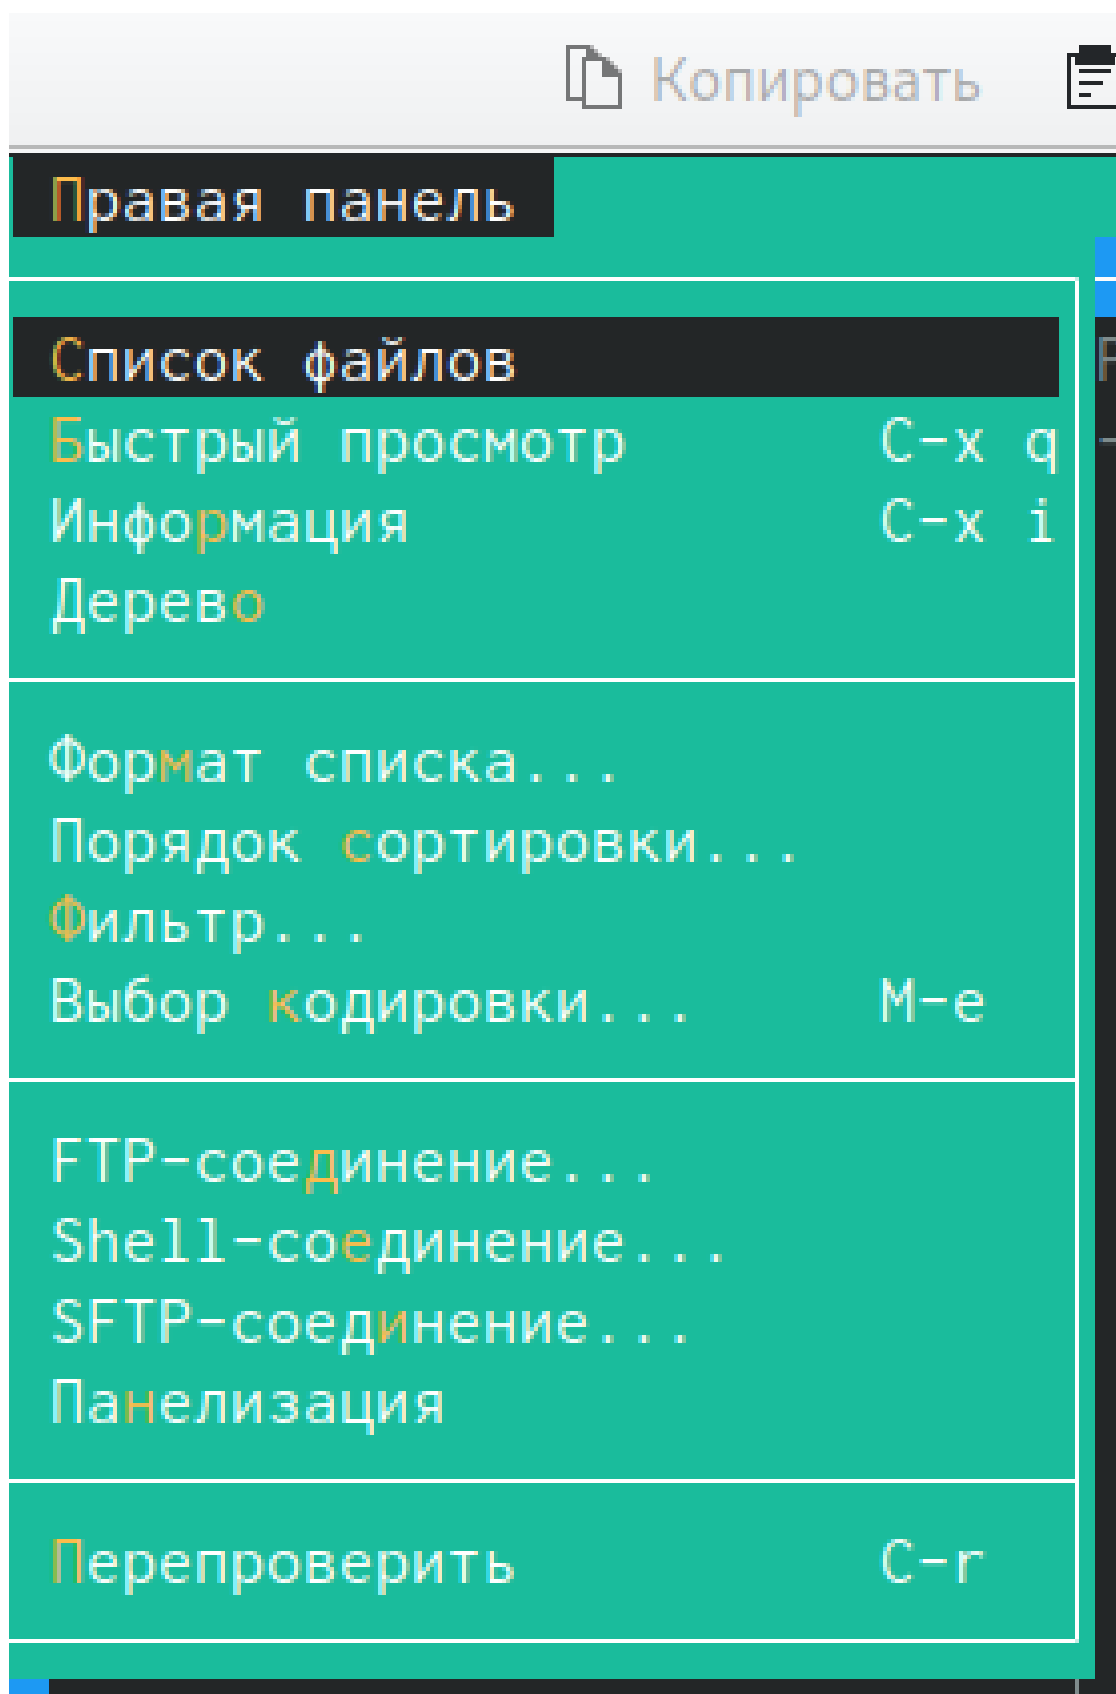 Копировать
Правая панель
Список файлов
Быстрый просмотр C-x q
Информация C-x i
Дерево
Формат списка...
Порядок сортировки...
Фильтр...
Выбор кодировки... M-e
FTP-соединение...
Shell-соединение...
SFTP-соединение...
Панелизация
Перепроверить C-r